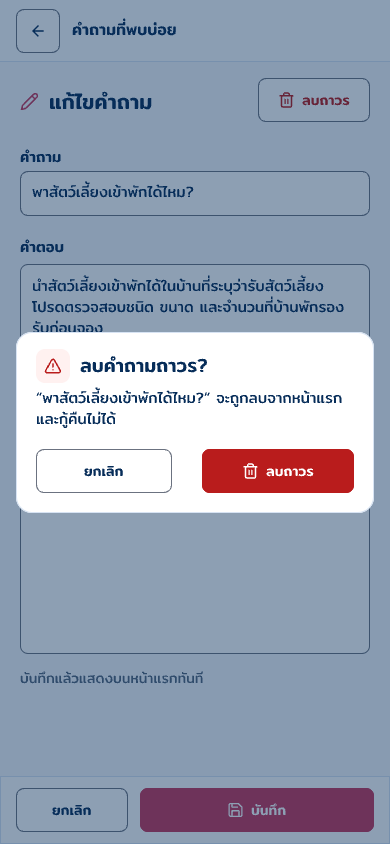 คำถามที่พบบ่อย
แก้ไขคำถาม
ลบถาวร
คำถาม
พาสัตว์เลี้ยงเข้าพักได้ไหม?
คำตอบ
นำสัตว์เลี้ยงเข้าพักได้ในบ้านที่ระบุว่ารับสัตว์เลี้ยง
โปรดตรวจสอบชนิด ขนาด และจำนวนที่บ้านพักรอง
รับก่อนจอง
ลบคำถามถาวร?
“พาสัตว์เลี้ยงเข้าพักได้ไหม?” จะถูกลบจากหน้าแรก
และกู้คืนไม่ได้
ยกเลิก
ลบถาวร
บันทึกแล้วแสดงบนหน้าแรกทันที
ยกเลิก
บันทึก